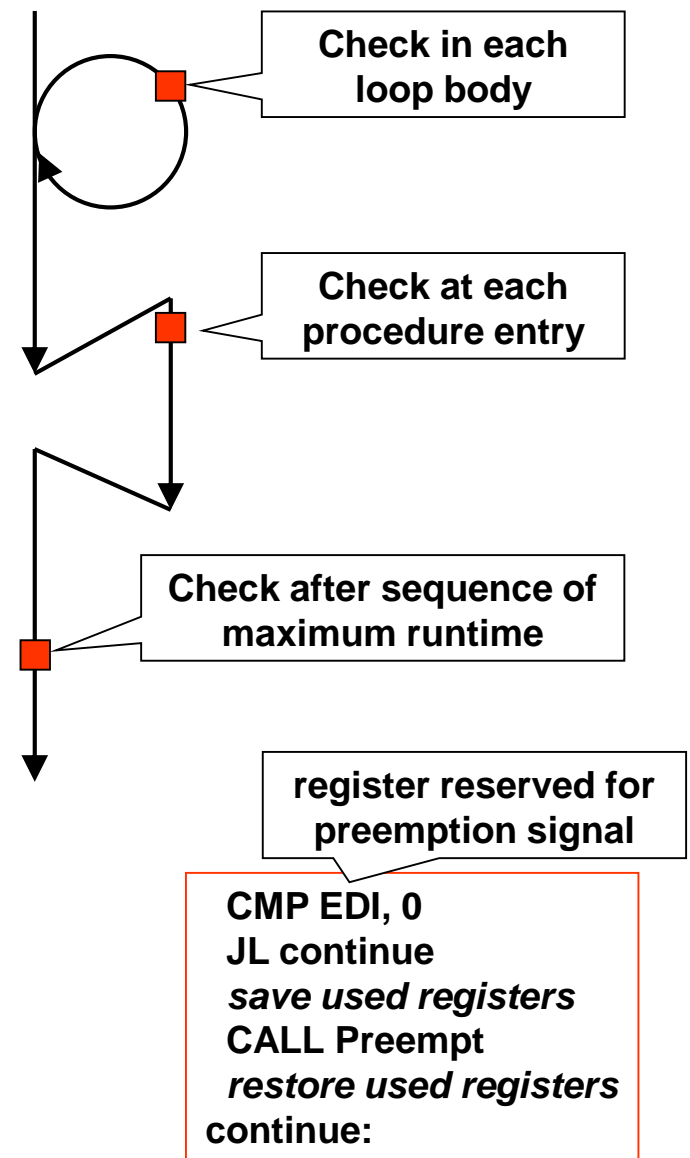 Check in each
loop body
Check at each
procedure entry
Check after sequence of
maximum runtime
register reserved for
preemption signal
CMP EDI, 0
JL continue
save used registers
CALL Preempt
restore used registers
continue: